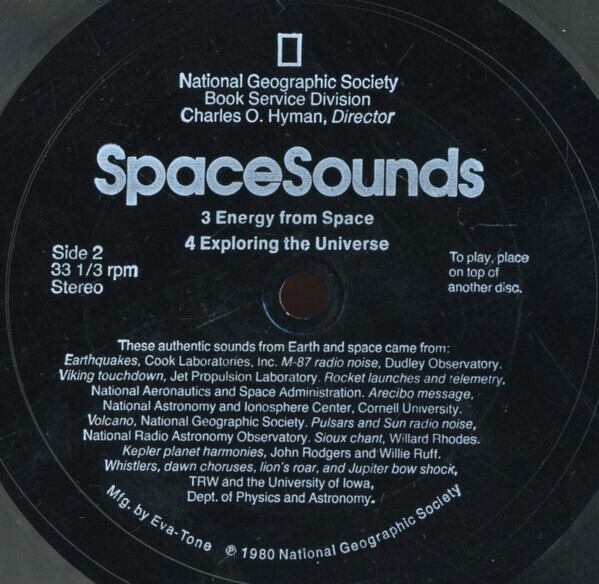 National Geographic Society
Book Service Division
Charles O. Hyman, Director
SpaceSounds
3 Energy from Space
4 Exploring the Universe
Side 2
33 1/3 rpm
Stereo
To play, place
on top of
another disc.
These authentic sounds from Earth and space came from:
Earthquakes, Cook Laboratories, Inc. M-87 radio noise, Dudley Observatory.
Viking touchdown, Jet Propulsion Laboratory. Rocket launches and telemetry,
National Aeronautics and Space Administration. Arecibo message,
National Astronomy and Ionosphere Center, Cornell University.
Volcano, National Geographic Society. Pulsars and Sun radio noise,
National Radio Astronomy Observatory. Sioux chant, Willard Rhodes.
Kepler planet harmonies, John Rodgers and Willie Ruff.
Whistlers, dawn choruses, lion's roar, and Jupiter bow shock,
TRW and the University of Iowa,
Dept. of Physics and Astronomy.
Mfg. by Eva-Tone ℗ 1980 National Geographic Society